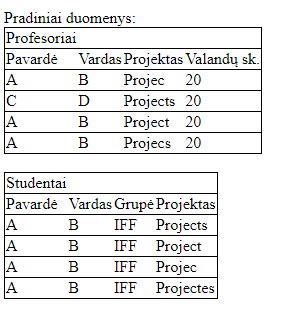 Pradiniai duomenys:
Profesoriai
Pavardė Vardas Projektas Valandų sk.
A B Projec 20
C D Projects 20
A B Project 20
A B Projecs 20
Studentai
Pavardė Vardas Grupė Projektas
A B IFF Projects
A B IFF Project
A B IFF Projec
A B IFF Projectes